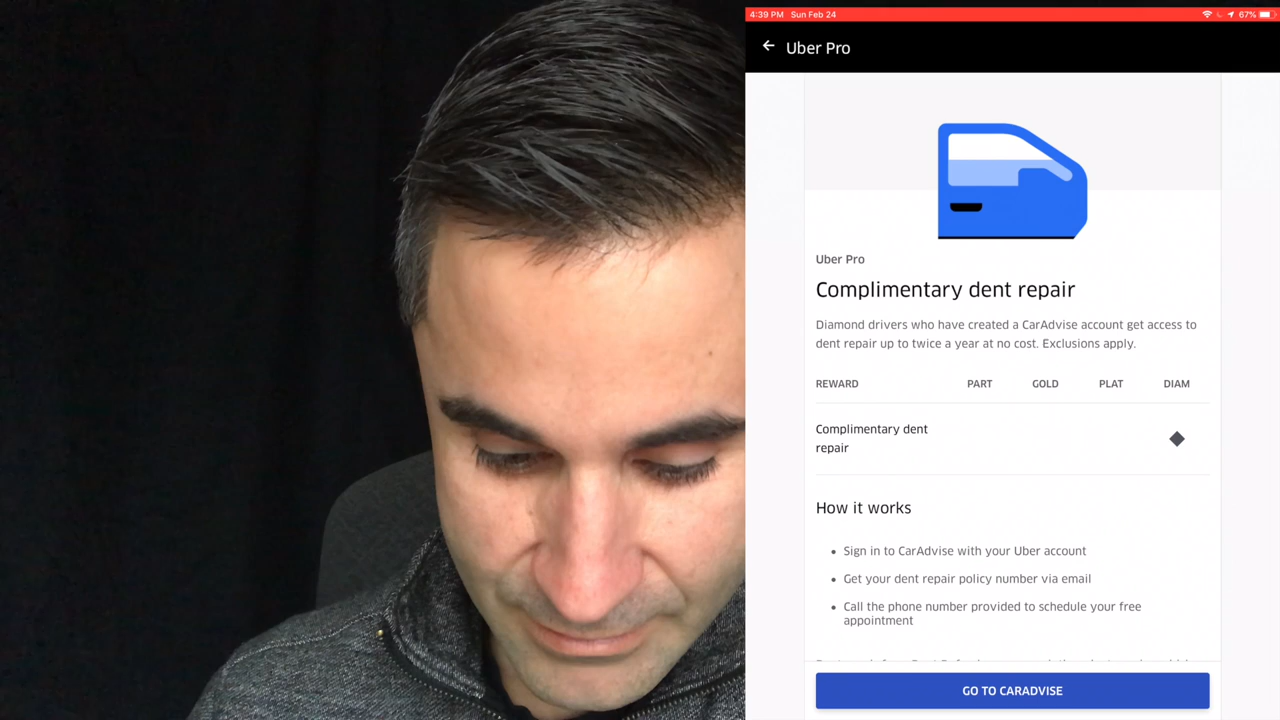 4:39 PM Sun Feb 24
67%
Uber Pro
Uber Pro
Complimentary dent repair
Diamond drivers who have created a CarAdvise account get access to
dent repair up to twice a year at no cost. Exclusions apply.
REWARD PART GOLD PLAT DIAM
Complimentary dent
repair
How it works
• Sign in to CarAdvise with your Uber account
• Get your dent repair policy number via email
• Call the phone number provided to schedule your free
appointment
GO TO CARADVISE